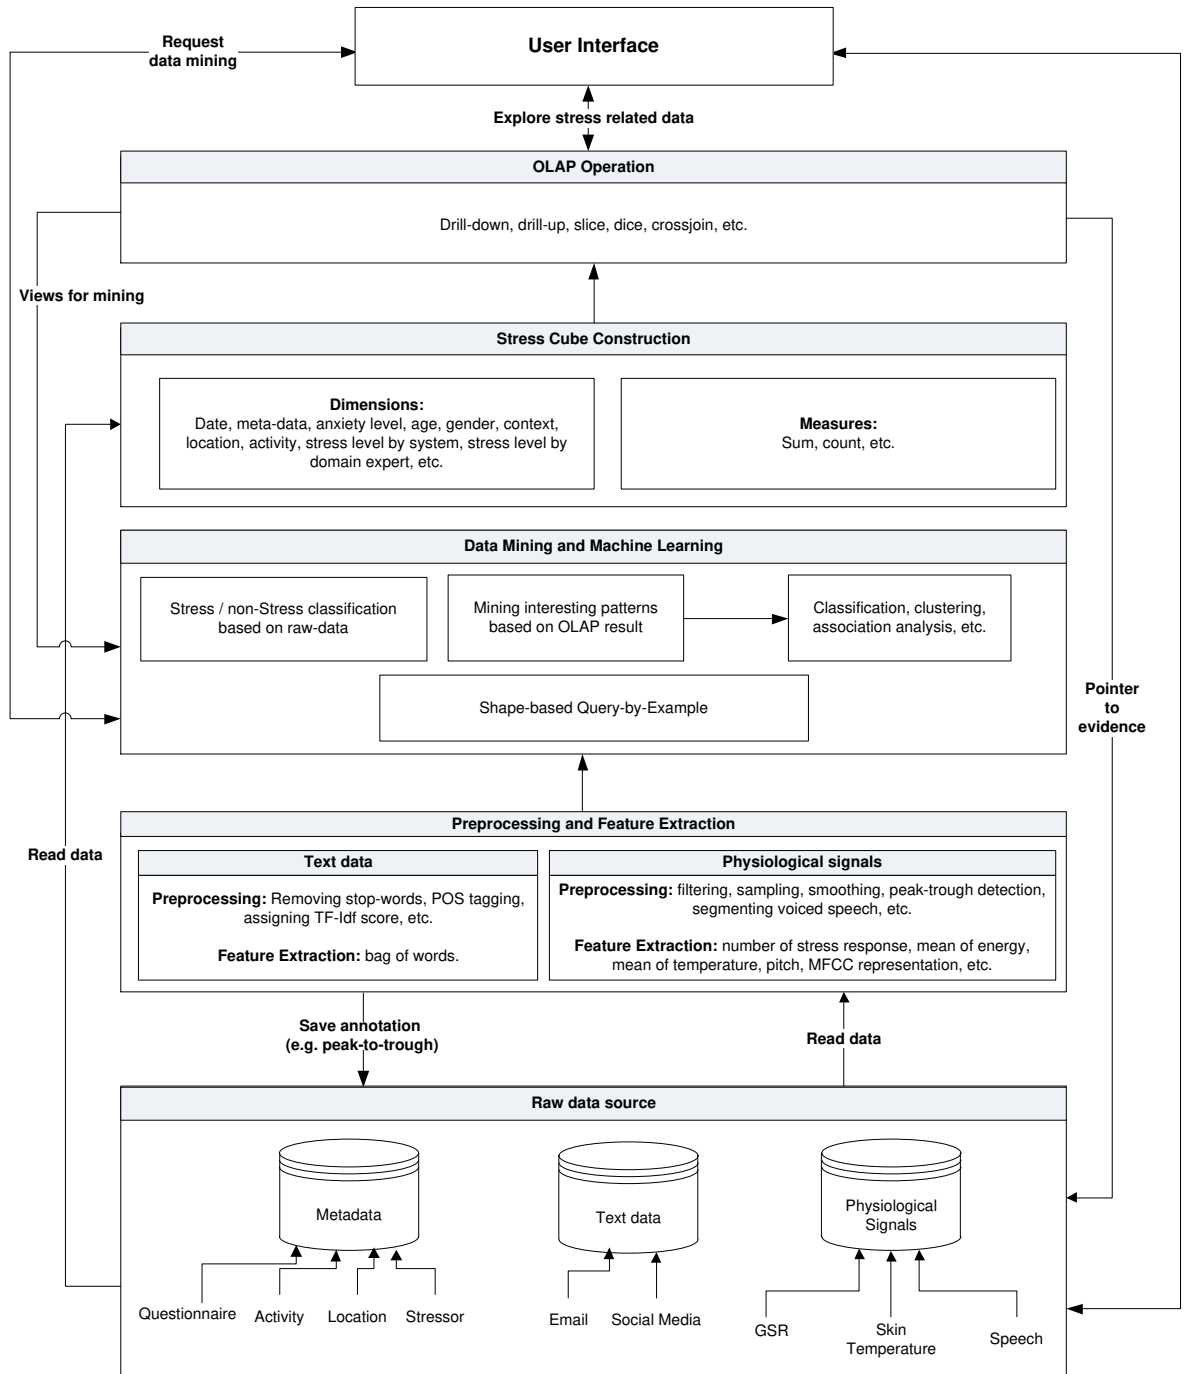 Request
data mining
User Interface
Explore stress related data
OLAP Operation
Drill-down, drill-up, slice, dice, crossjoin, etc.
Views for mining
Stress Cube Construction
Dimensions:
Date, meta-data, anxiety level, age, gender, context,
location, activity, stress level by system, stress level by
domain expert, etc.
Measures:
Sum, count, etc.
Data Mining and Machine Learning
Stress / non-Stress classification
based on raw-data
Mining interesting patterns
based on OLAP result
Classification, clustering,
association analysis, etc.
Shape-based Query-by-Example
Pointer
to
evidence
Preprocessing and Feature Extraction
Read data
Text data
Preprocessing: Removing stop-words, POS tagging,
assigning TF-Idf score, etc.
Feature Extraction: bag of words.
Physiological signals
Preprocessing: filtering, sampling, smoothing, peak-trough detection,
segmenting voiced speech, etc.
Feature Extraction: number of stress response, mean of energy,
mean of temperature, pitch, MFCC representation, etc.
Save annotation
(e.g. peak-to-trough)
Read data
Raw data source
Metadata
Text data
Physiological
Signals
Questionnaire
Activity
Location
Stressor
Email
Social Media
GSR
Skin
Temperature
Speech